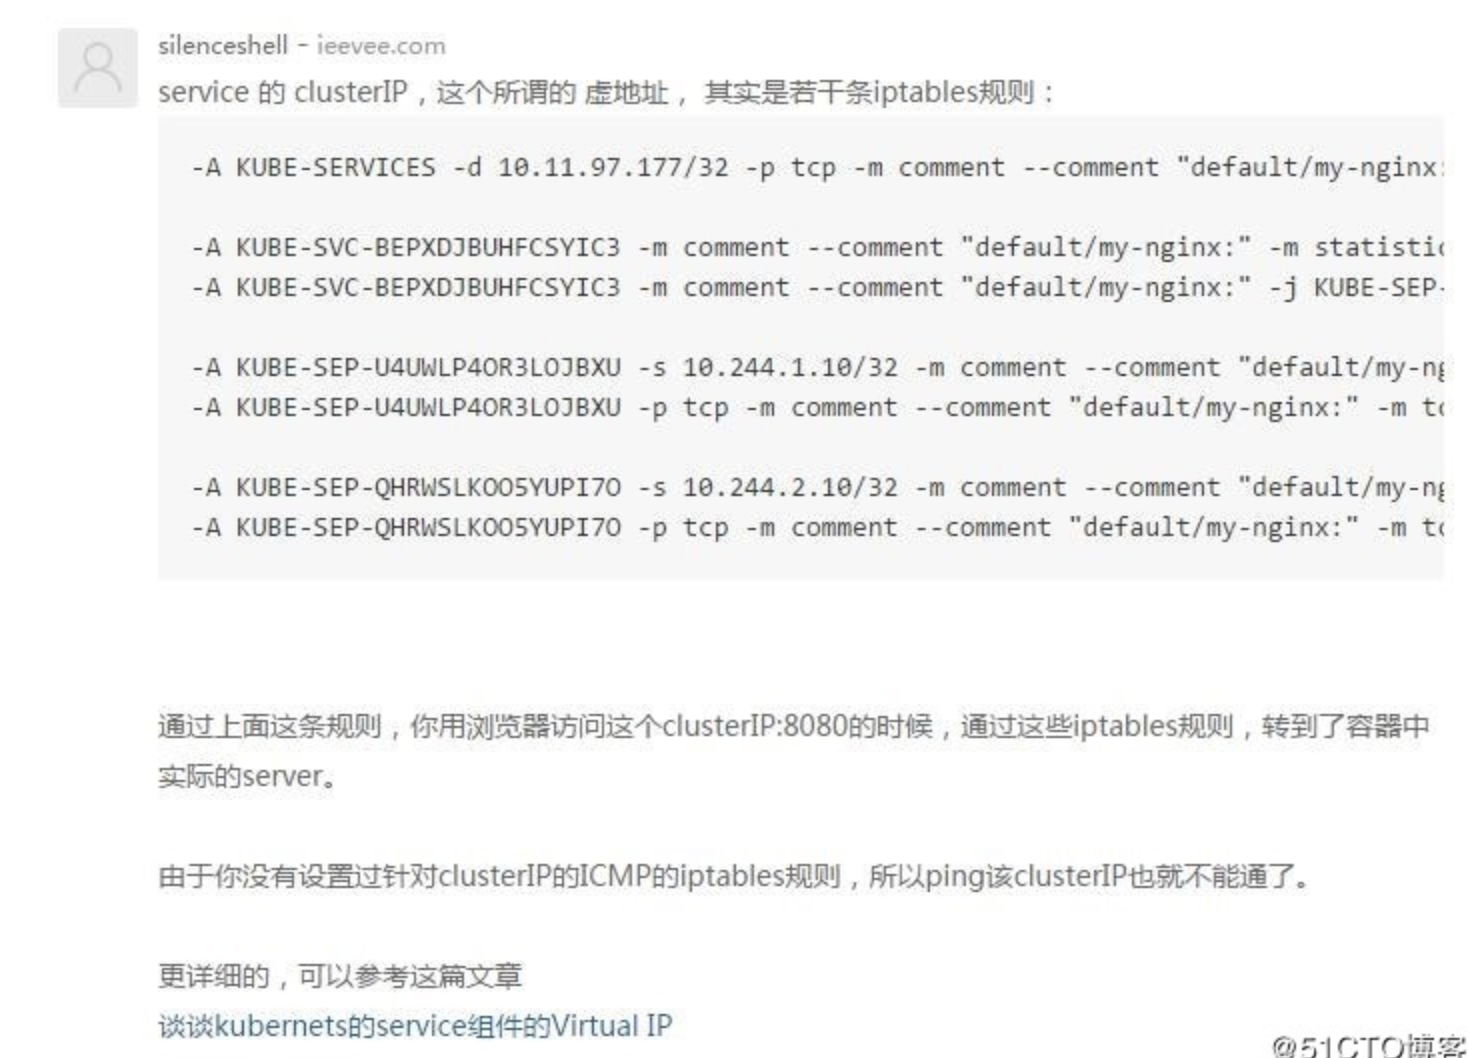 silenceshell - ieevee.com
service 的 clusterIP，这个所谓的 虚地址， 其实是若干条iptables规则：
-A KUBE-SERVICES -d 10.11.97.177/32 -p tcp -m comment --comment "default/my-nginx:
-A KUBE-SVC-BEPXDJBUHFCSYIC3 -m comment --comment "default/my-nginx:" -m statistic
-A KUBE-SVC-BEPXDJBUHFCSYIC3 -m comment --comment "default/my-nginx:" -j KUBE-SEP-
-A KUBE-SEP-U4UWLP4OR3LOJBXU -s 10.244.1.10/32 -m comment --comment "default/my-ng
-A KUBE-SEP-U4UWLP4OR3LOJBXU -p tcp -m comment --comment "default/my-nginx:" -m tc
-A KUBE-SEP-QHRWSLKOO5YUPI7O -s 10.244.2.10/32 -m comment --comment "default/my-ng
-A KUBE-SEP-QHRWSLKOO5YUPI7O -p tcp -m comment --comment "default/my-nginx:" -m tc
通过上面这条规则，你用浏览器访问这个clusterIP:8080的时候，通过这些iptables规则，转到了容器中
实际的server。
由于你没有设置过针对clusterIP的ICMP的iptables规则，所以ping该clusterIP也就不能通了。
更详细的，可以参考这篇文章
谈谈kubernets的service组件的Virtual IP
@51CTO博客